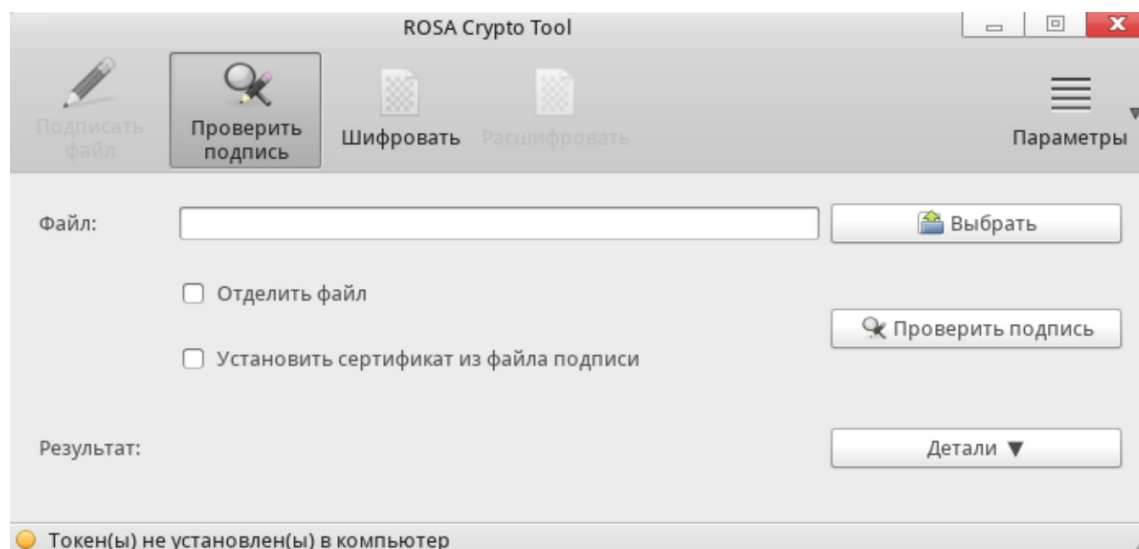 ROSA Crypto Tool
Подписать
файл
Проверить
подпись
Шифровать
Расшифровать
Параметры
Файл:
Выбрать
Отделить файл
Проверить подпись
Установить сертификат из файла подписи
Результат:
Детали ▼
Токен(ы) не установлен(ы) в компьютер